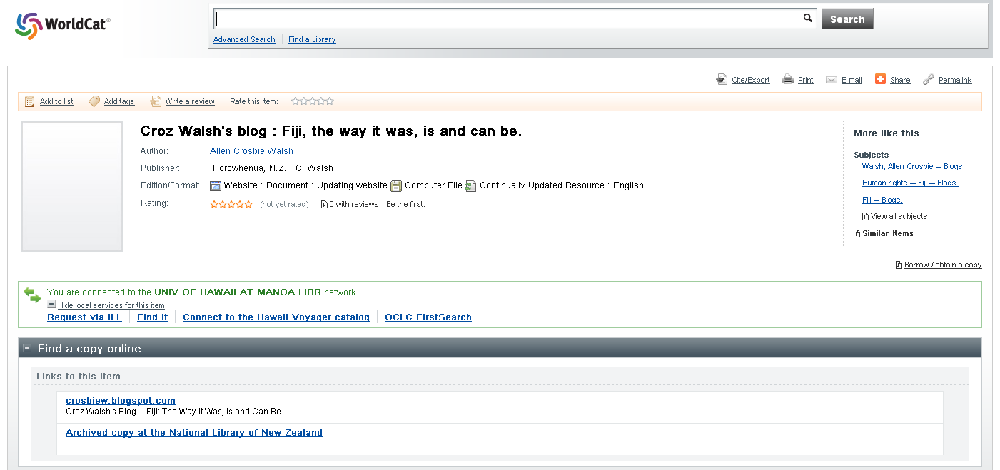 WorldCat®
Search
Advanced Search Find a Library
Cite/Export Print E-mail Share Permalink
Add to list Add tags Write a review Rate this item:
Croz Walsh's blog : Fiji, the way it was, is and can be.
Author: Allen Crosbie Walsh
Publisher: [Horowhenua, N.Z. : C. Walsh]
Edition/Format: Website : Document : Updating website Computer File Continually Updated Resource : English
Rating: (not yet rated) 0 with reviews - Be the first.
More like this
Subjects
Walsh, Allen Crosbie -- Blogs.
Human rights -- Fiji -- Blogs.
Fiji -- Blogs.
View all subjects
Similar Items
Borrow / obtain a copy
You are connected to the UNIV OF HAWAII AT MANOA LIBR network
Hide local services for this item
Request via ILL Find It Connect to the Hawaii Voyager catalog OCLC FirstSearch
Find a copy online
Links to this item
crosbiew.blogspot.com
Croz Walsh's Blog -- Fiji: The Way it Was, Is and Can Be
Archived copy at the National Library of New Zealand